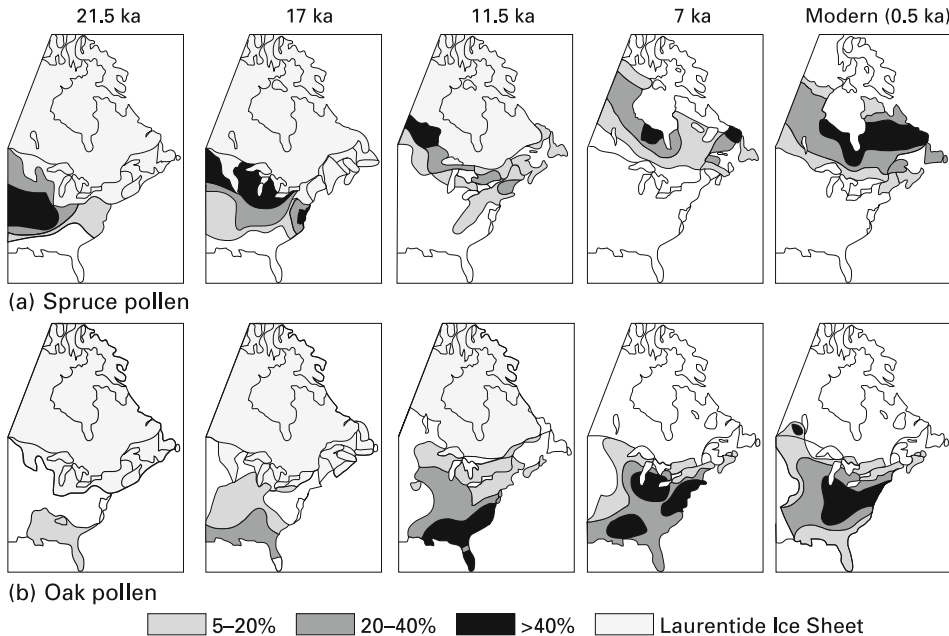 21.5 ka 17 ka 11.5 ka 7 ka Modern (0.5 ka)
(a) Spruce pollen
(b) Oak pollen
5–20% 20–40% >40% Laurentide Ice Sheet